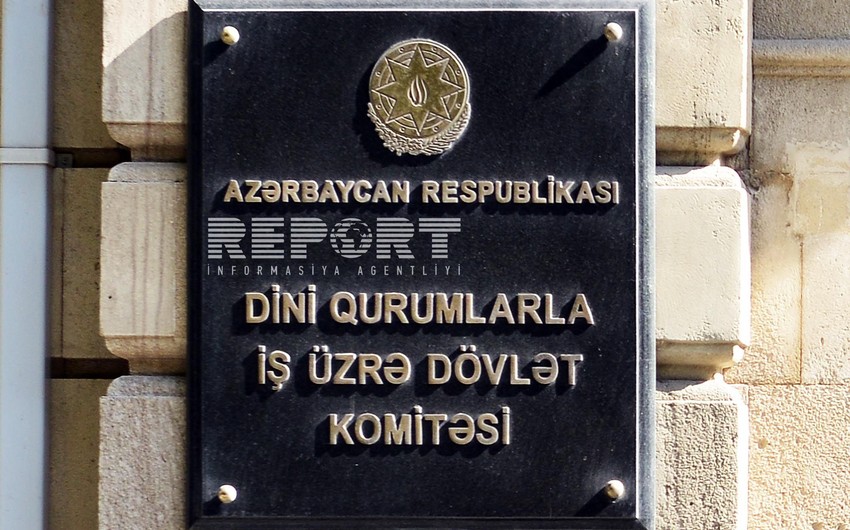 AZƏRBAYCAN RESPUBLİKASI
REPORT
İNFORMASİYA AGENTLİYİ
DİNİ QURUMLARLA
İŞ ÜZRƏ DÖVLƏT
KOMİTƏSİ